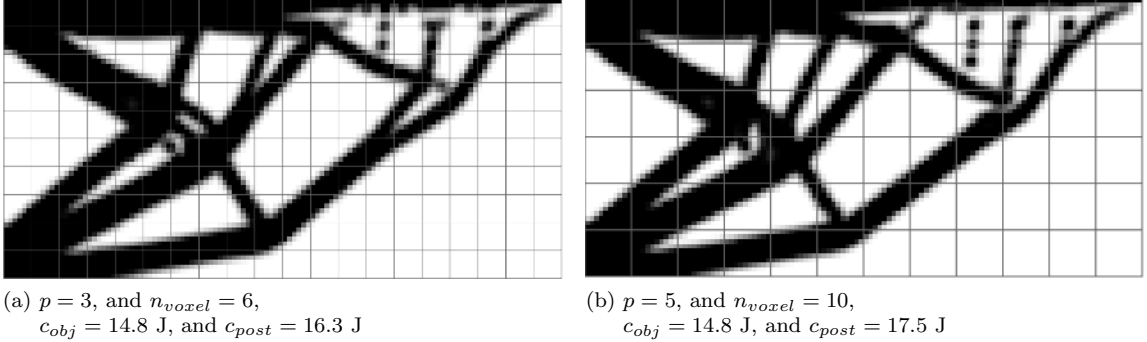 (a) p = 3, and n_voxel = 6,
c_obj = 14.8 J, and c_post = 16.3 J
(b) p = 5, and n_voxel = 10,
c_obj = 14.8 J, and c_post = 17.5 J